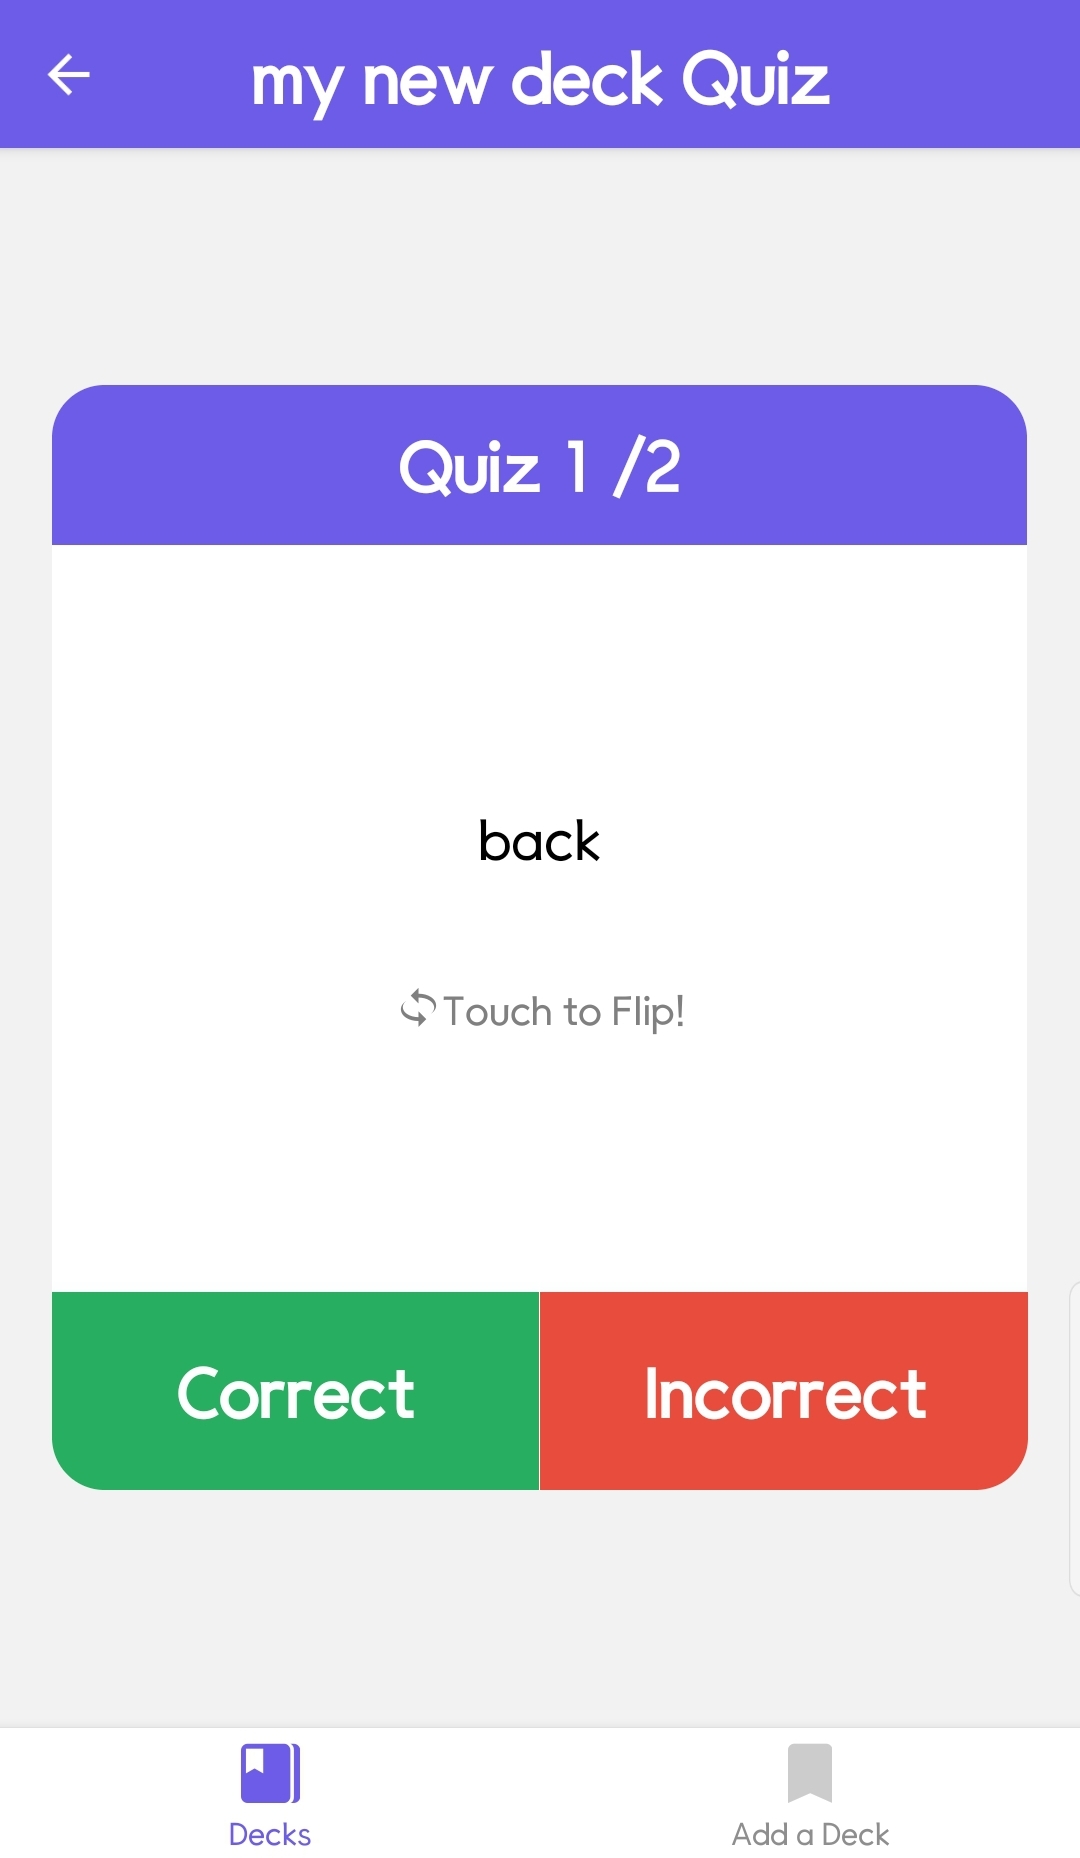 my new deck Quiz
Quiz 1 /2
back
Touch to Flip!
Correct
Incorrect
Decks
Add a Deck